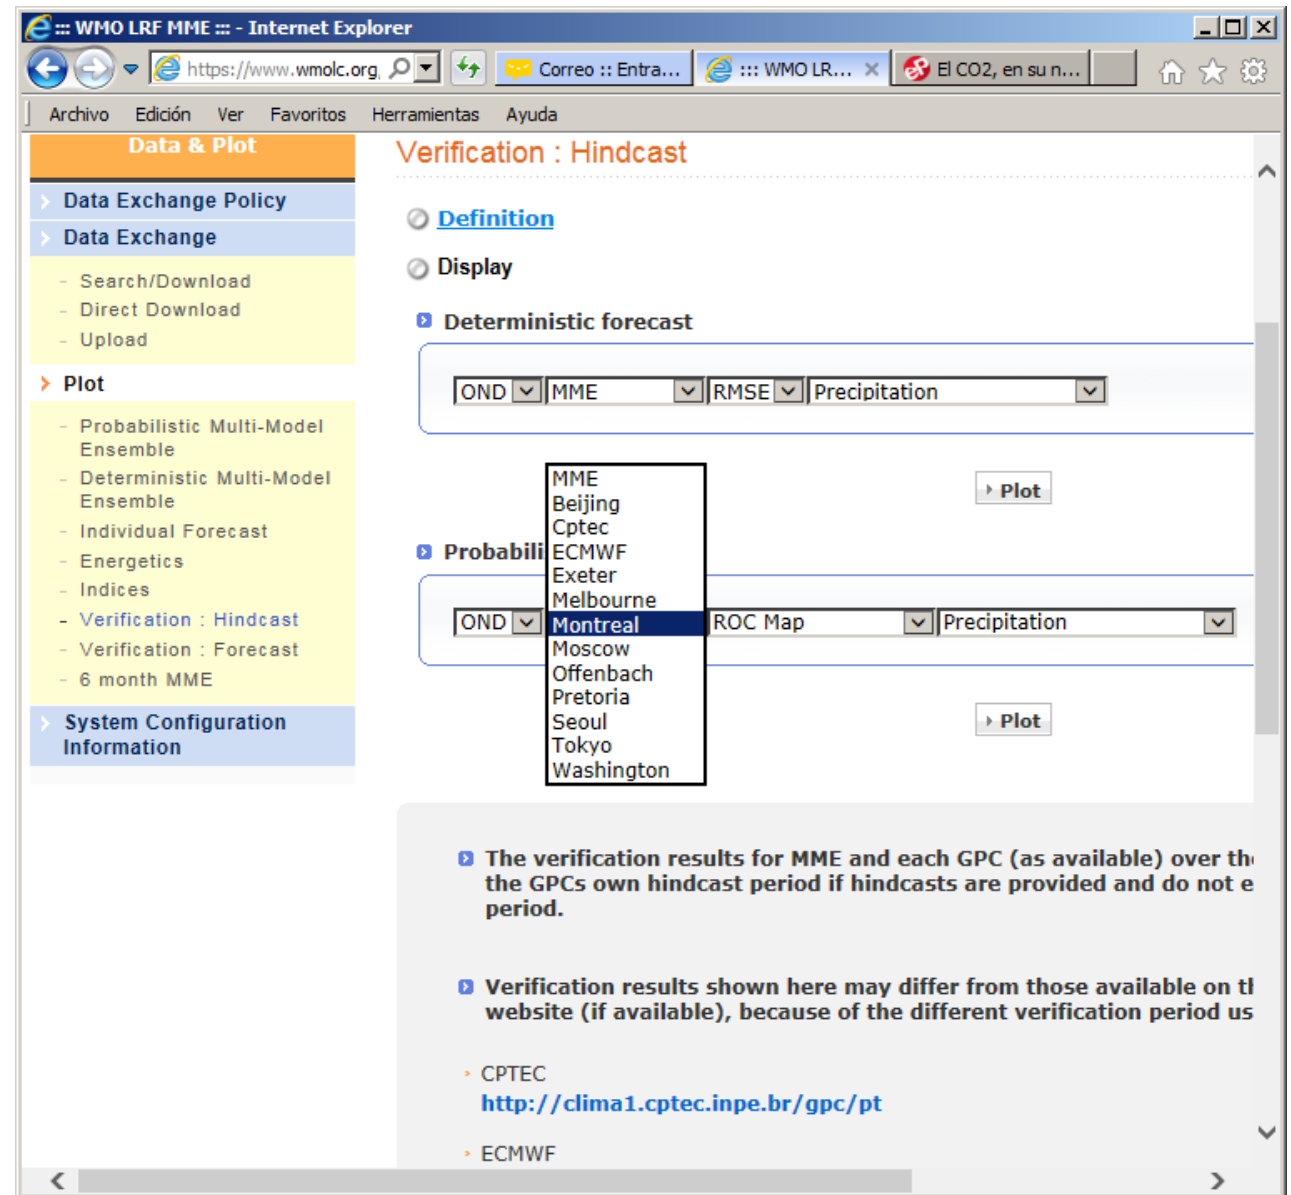 ::: WMO LRF MME ::: - Internet Explorer
https://www.wmolc.org,
Correo :: Entra...
::: WMO LR...
El CO2, en su n...
Archivo Edición Ver Favoritos Herramientas Ayuda
Data & Plot
Data Exchange Policy
Data Exchange
- Search/Download
- Direct Download
- Upload
Plot
- Probabilistic Multi-Model
Ensemble
- Deterministic Multi-Model
Ensemble
- Individual Forecast
- Energetics
- Indices
- Verification : Hindcast
- Verification : Forecast
- 6 month MME
System Configuration
Information
Verification : Hindcast
Definition
Display
Deterministic forecast
OND MME RMSE Precipitation
Plot
MME
Beijing
Cptec
ECMWF
Exeter
Melbourne
Montreal
Moscow
Offenbach
Pretoria
Seoul
Tokyo
Washington
Probabili
OND ROC Map Precipitation
Plot
The verification results for MME and each GPC (as available) over the
the GPCs own hindcast period if hindcasts are provided and do not e
period.
Verification results shown here may differ from those available on th
website (if available), because of the different verification period us
CPTEC
http://clima1.cptec.inpe.br/gpc/pt
ECMWF